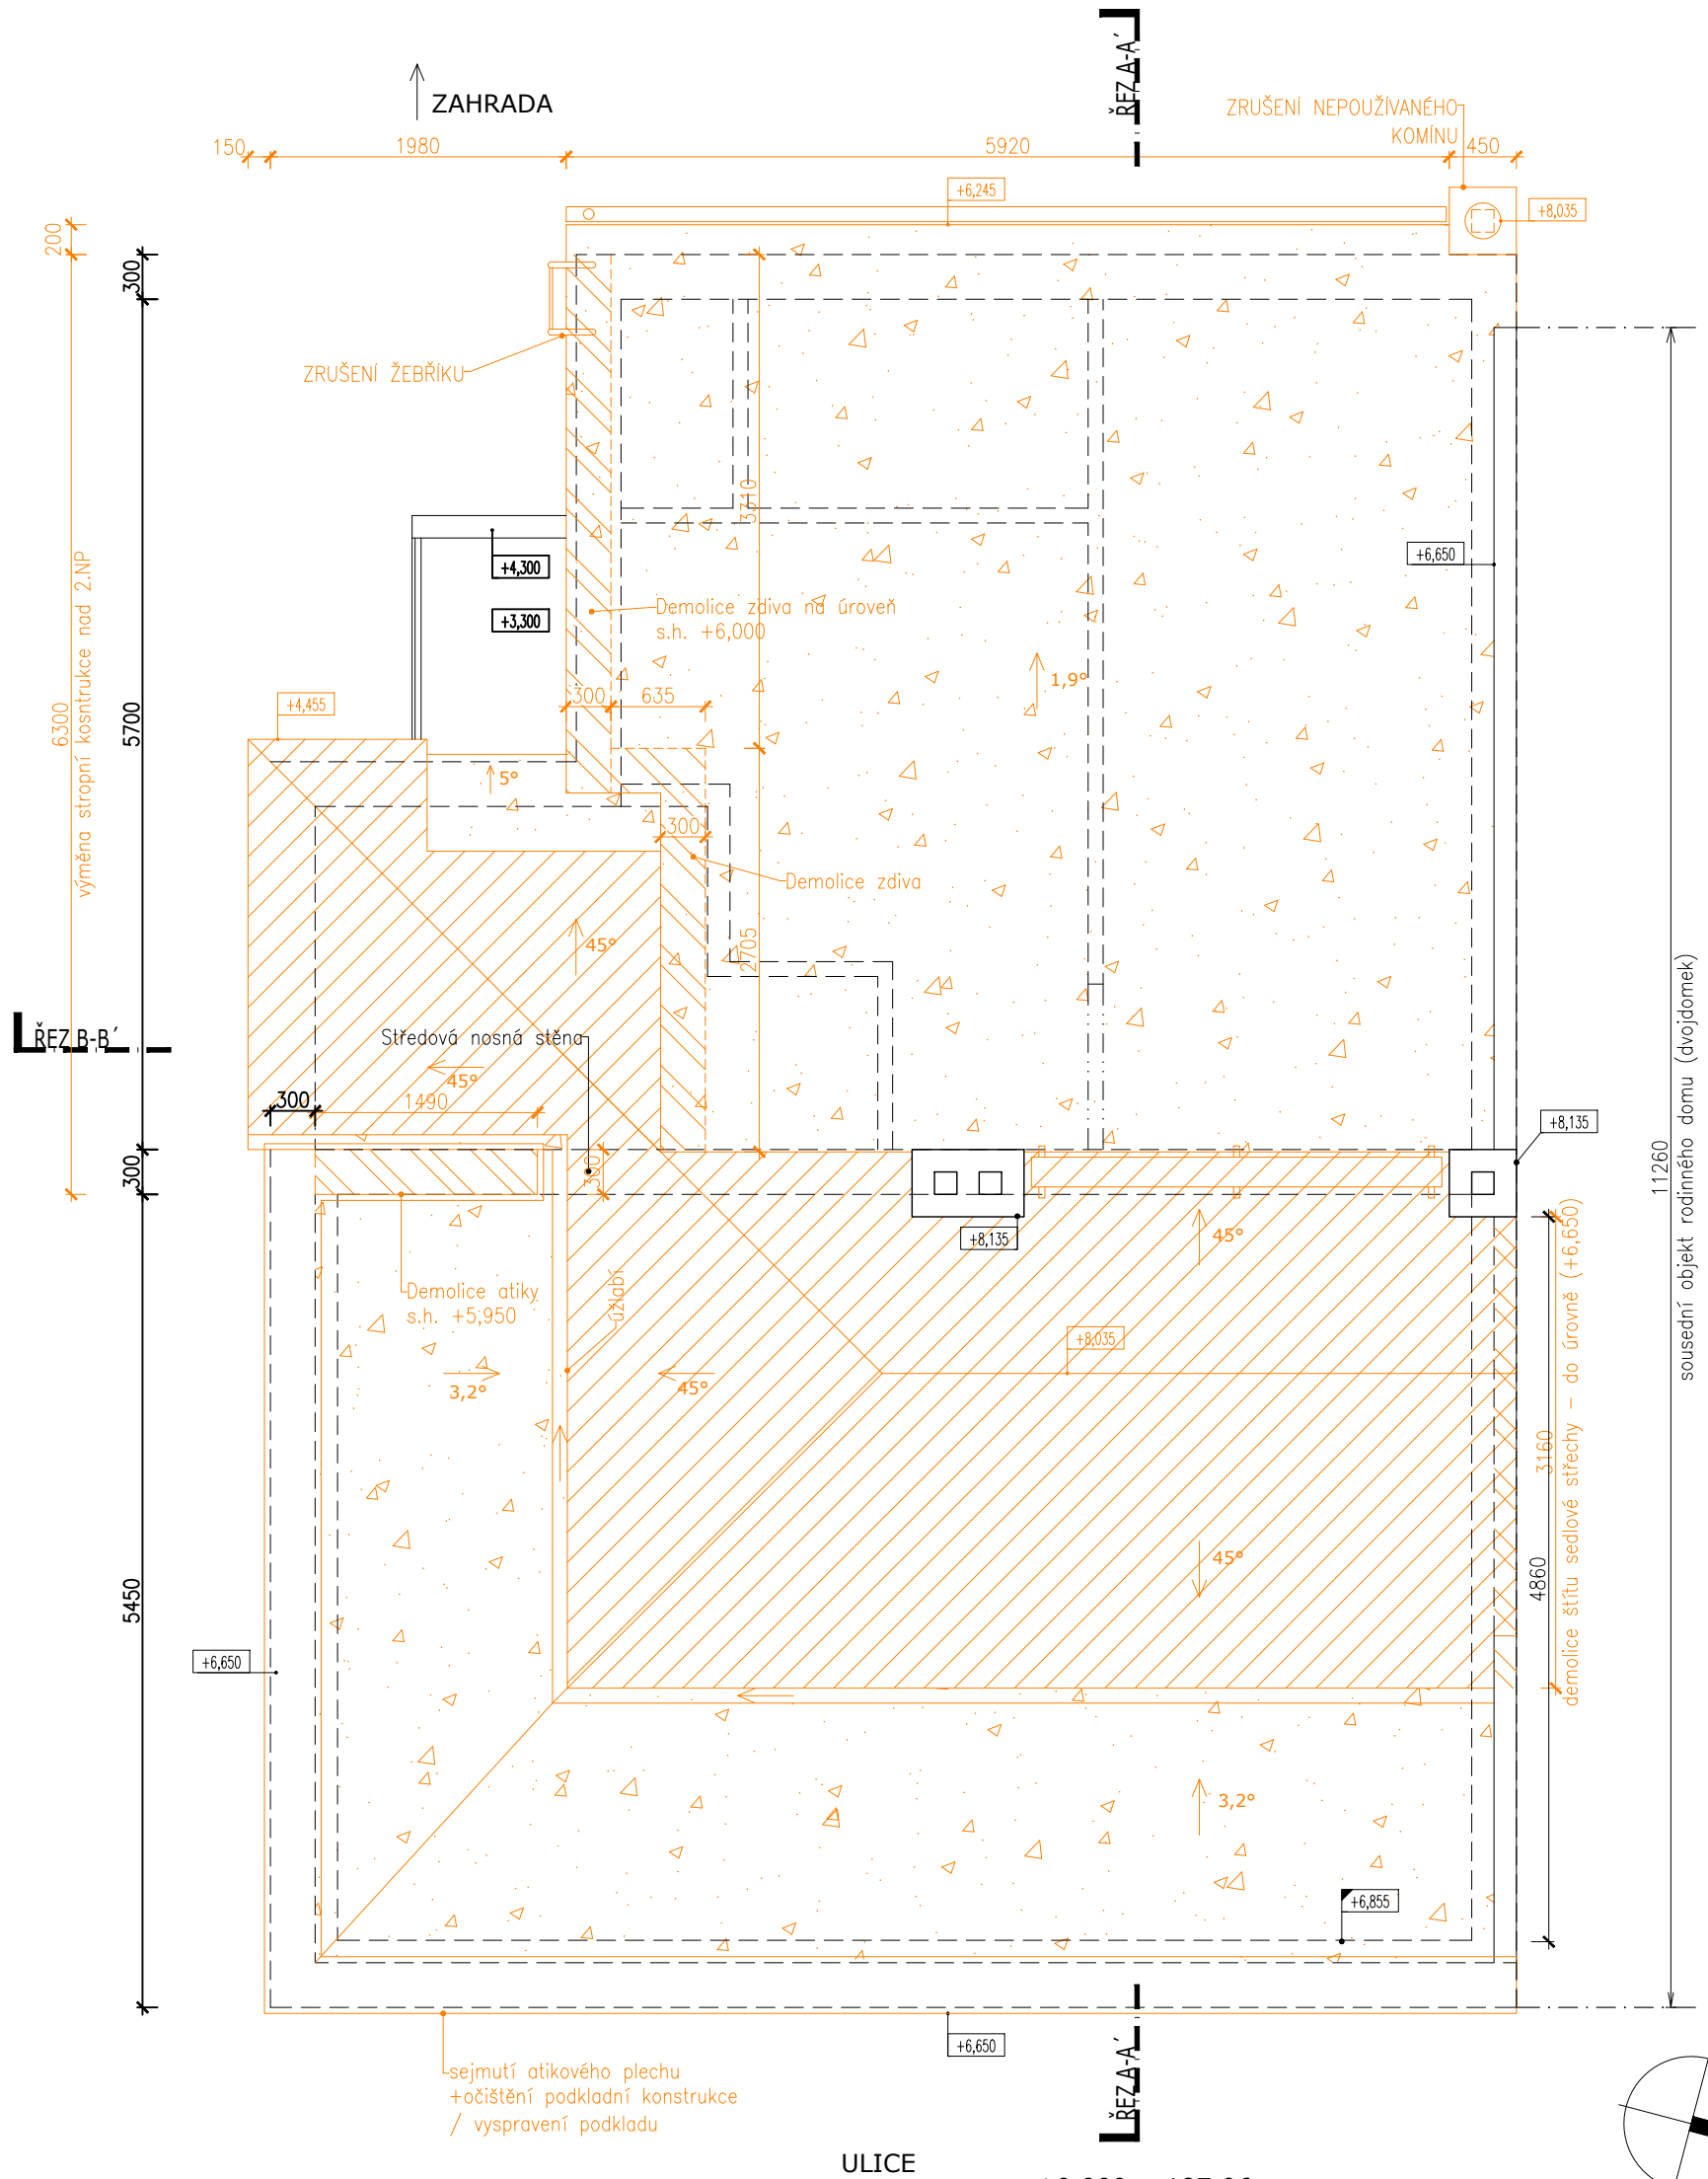 ŘEZ A-A´
ZAHRADA
ZRUŠENÍ NEPOUŽÍVANÉHO
KOMÍNU
150
1980
5920
450
+6,245
+8,035
200
300
ZRUŠENÍ ŽEBŘÍKU
3310
+4,300
+3,300
+6,650
Demolice zdiva na úroveň
s.h. +6,000
6300
výměna stropní kosntrukce nad 2.NP
5700
300
635
1,9°
+4,455
5°
300
Demolice zdiva
2705
45°
Středová nosná stěna
ŘEZ B-B´
45°
300
1490
300
300
+8,135
+8,135
45°
11260
sousední objekt rodinného domu (dvojdomek)
Demolice atiky
s.h. +5,950
úžlabí
+8,035
3,2°
45°
3160
demolice štítu sedlové střechy – do úrovně (+6,650)
45°
4860
5450
+6,650
3,2°
+6,855
+6,650
sejmutí atikového plechu
+očištění podkladní konstrukce
/ vyspravení podkladu
ŘEZ A-A´
ULICE